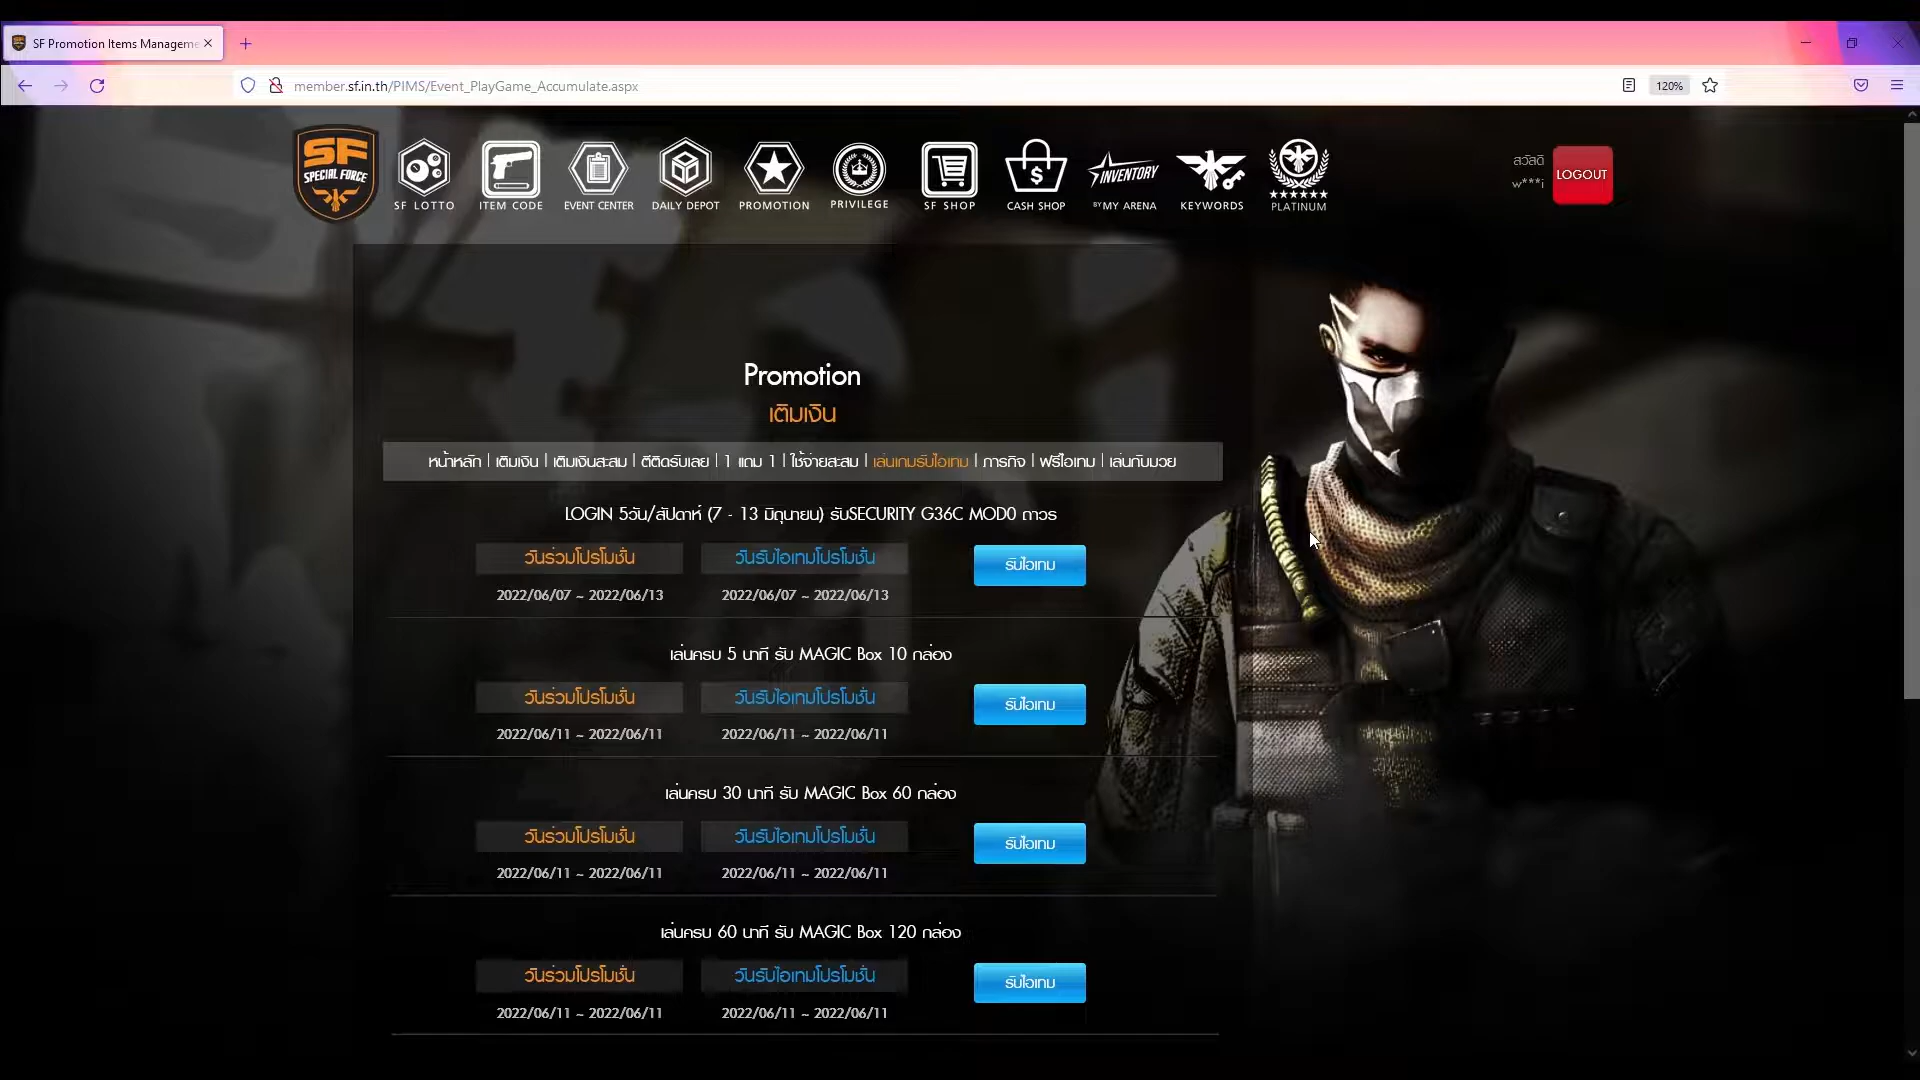 SF Promotion Items Manageme
member.sf.in.th/PIMS/Event_PlayGame_Accumulate.aspx
120%
SF
SPECIAL FORCE
SF LOTTO
ITEM CODE
EVENT CENTER
DAILY DEPOT
PROMOTION
PRIVILEGE
SF SHOP
CASH SHOP
INVENTORY
BY MY ARENA
KEYWORDS
PLATINUM
สวัสดี
w***i
LOGOUT
Promotion
เติมเงิน
หน้าหลัก | เติมเงิน | เติมเงินสะสม | ตีติดรับเลย | 1 แถม 1 | ใช้จ่ายสะสม | เล่นเกมรับไอเทม | ภารกิจ | ฟรีไอเทม | เล่นกับมวย
LOGIN 5วัน/สัปดาห์ (7 - 13 มิถุนายน) รับSECURITY G36C MOD0 ถาวร
วันร่วมโปรโมชั่น วันรับไอเทมโปรโมชั่น รับไอเทม
2022/06/07 ~ 2022/06/13 2022/06/07 ~ 2022/06/13
เล่นครบ 5 นาที รับ MAGIC Box 10 กล่อง
วันร่วมโปรโมชั่น วันรับไอเทมโปรโมชั่น รับไอเทม
2022/06/11 ~ 2022/06/11 2022/06/11 ~ 2022/06/11
เล่นครบ 30 นาที รับ MAGIC Box 60 กล่อง
วันร่วมโปรโมชั่น วันรับไอเทมโปรโมชั่น รับไอเทม
2022/06/11 ~ 2022/06/11 2022/06/11 ~ 2022/06/11
เล่นครบ 60 นาที รับ MAGIC Box 120 กล่อง
วันร่วมโปรโมชั่น วันรับไอเทมโปรโมชั่น รับไอเทม
2022/06/11 ~ 2022/06/11 2022/06/11 ~ 2022/06/11